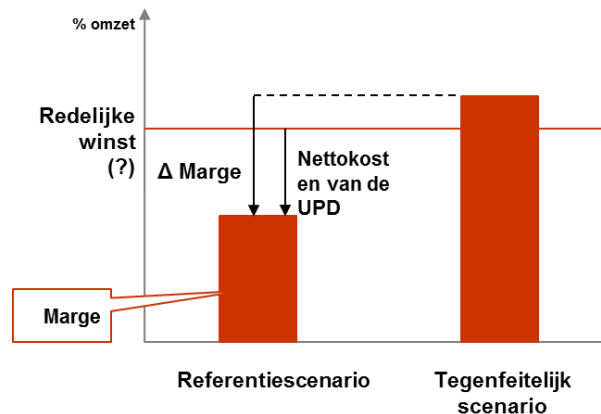 % omzet
Redelijke
winst
(?)
Δ Marge
Nettokost
en van de
UPD
Marge
Referentiescenario
Tegenfeitelijk
scenario